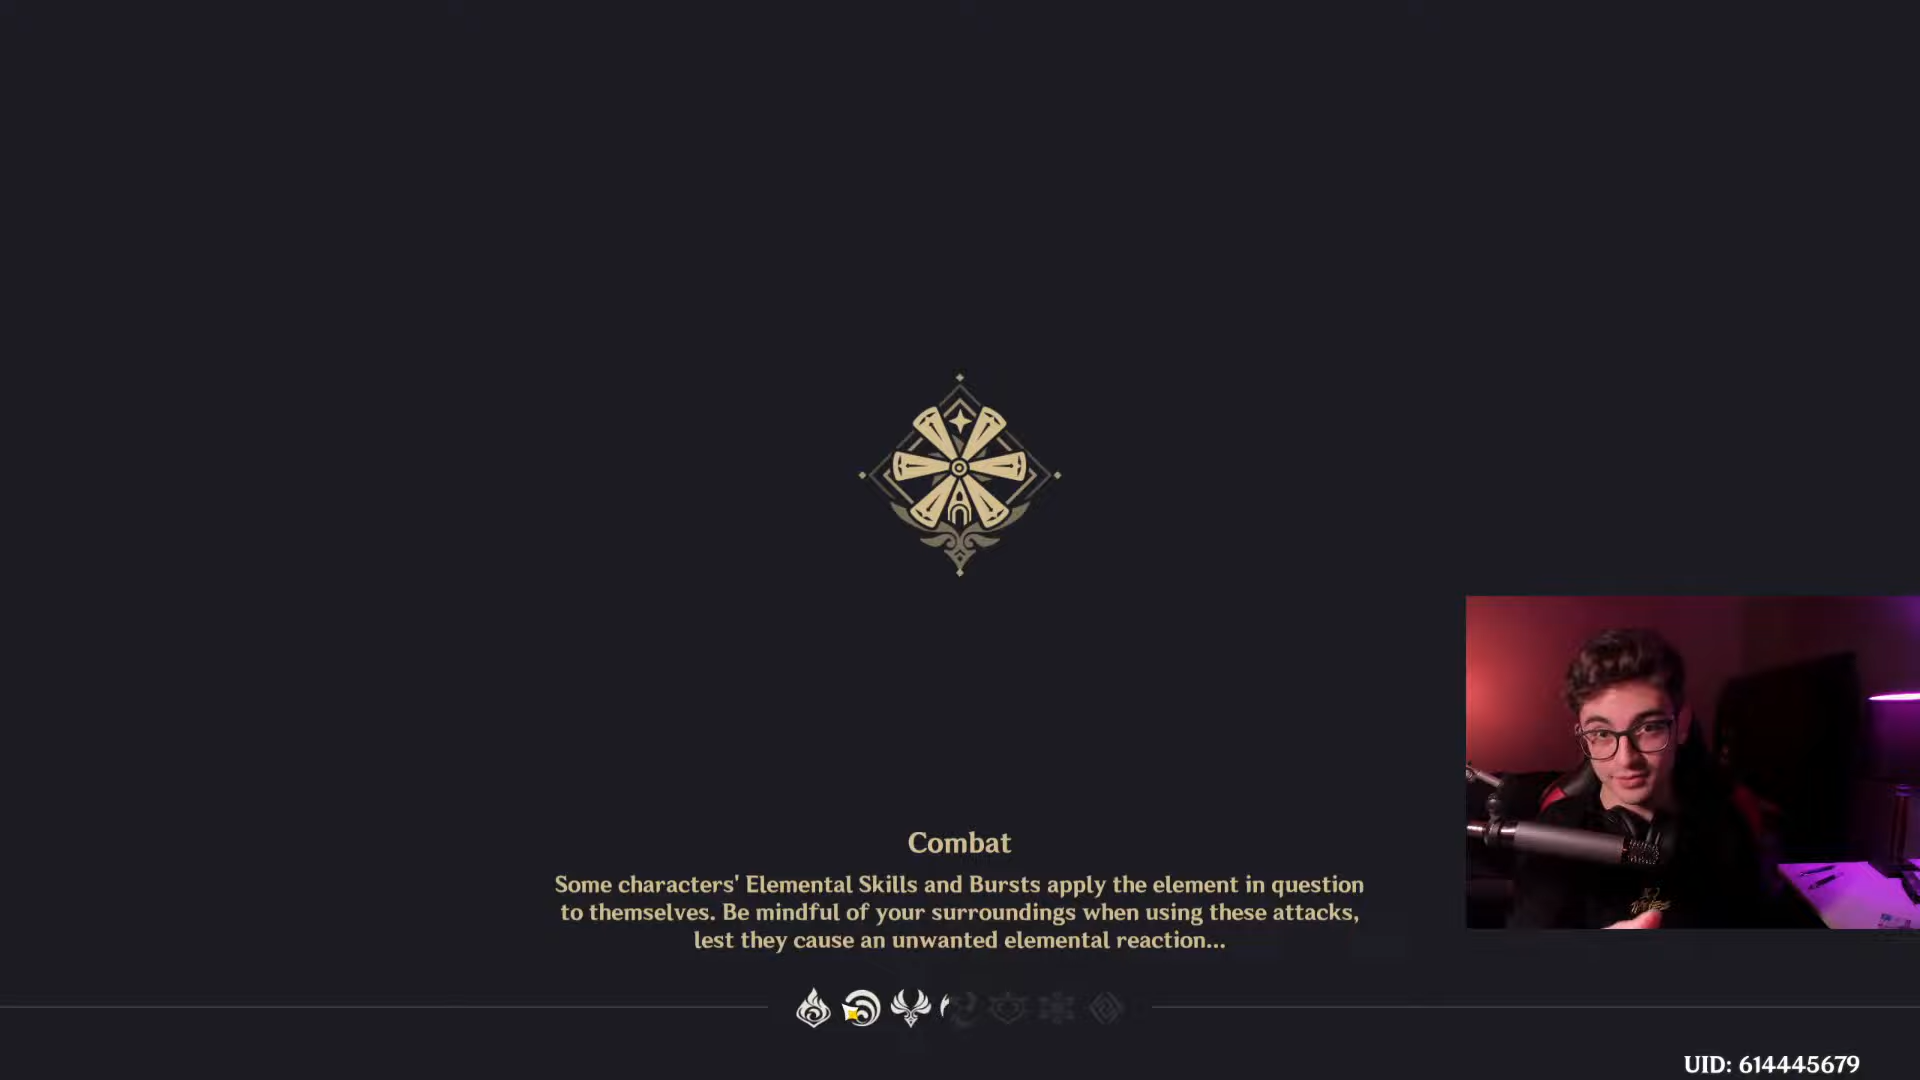 Combat
Some characters' Elemental Skills and Bursts apply the element in question
to themselves. Be mindful of your surroundings when using these attacks,
lest they cause an unwanted elemental reaction...
UID: 614445679